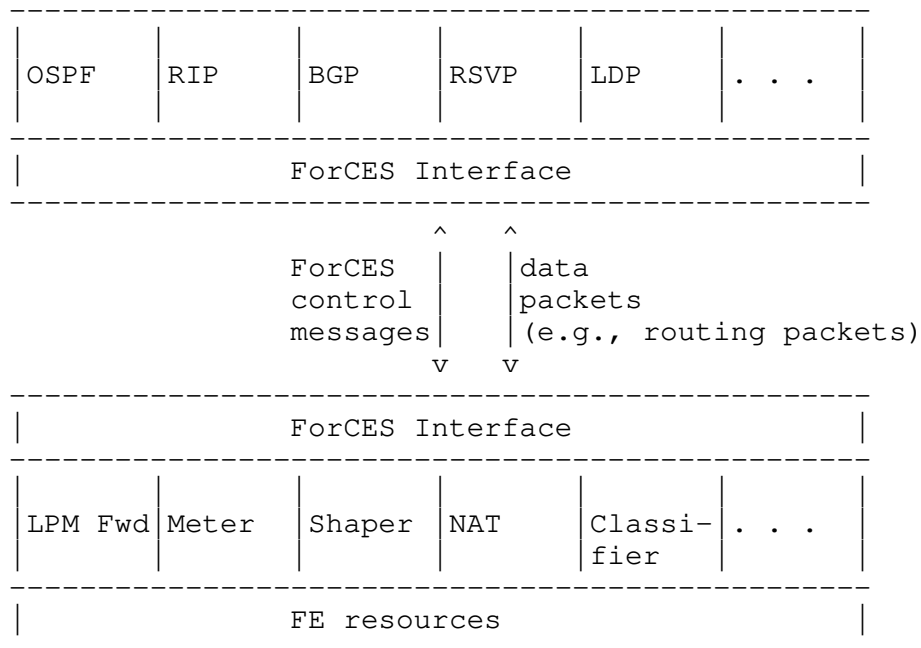 OSPF RIP BGP RSVP LDP . . .
ForCES Interface
^ ^
ForCES data
control packets
messages (e.g., routing packets)
v v
ForCES Interface
LPM Fwd Meter Shaper NAT Classi- . . .
fier
FE resources